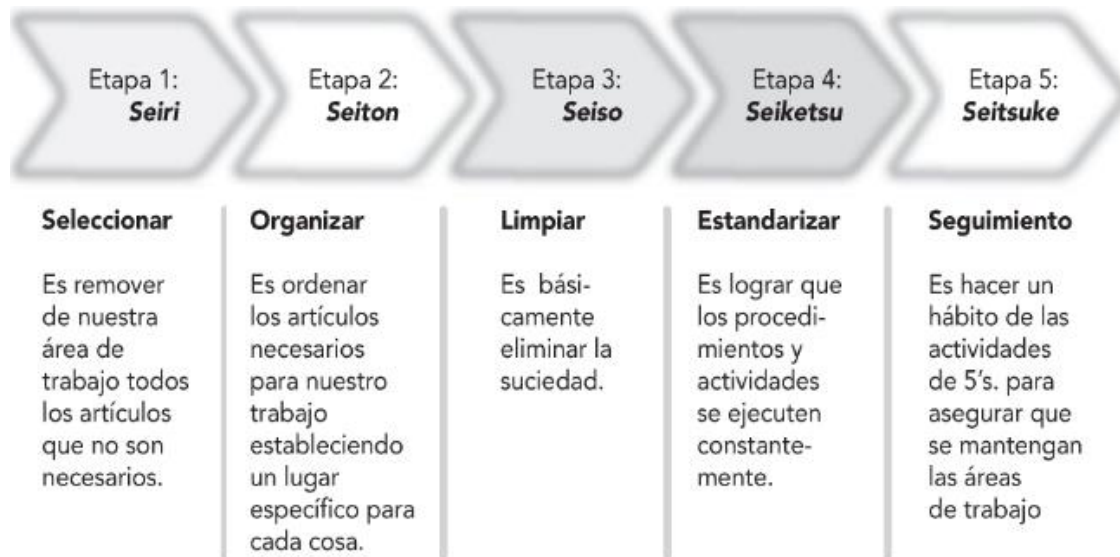 Etapa 1:
Seiri
Etapa 2:
Seiton
Etapa 3:
Seiso
Etapa 4:
Seiketsu
Etapa 5:
Seitsuke
Seleccionar
Es remover
de nuestra
área de
trabajo todos
los artículos
que no son
necesarios.
Organizar
Es ordenar
los artículos
necesarios
para nuestro
trabajo
estableciendo
un lugar
específico para
cada cosa.
Limpiar
Es bási-
camente
eliminar la
suciedad.
Estandarizar
Es lograr que
los procedi-
mientos y
actividades
se ejecuten
constante-
mente.
Seguimiento
Es hacer un
hábito de las
actividades
de 5's. para
asegurar que
se mantengan
las áreas
de trabajo